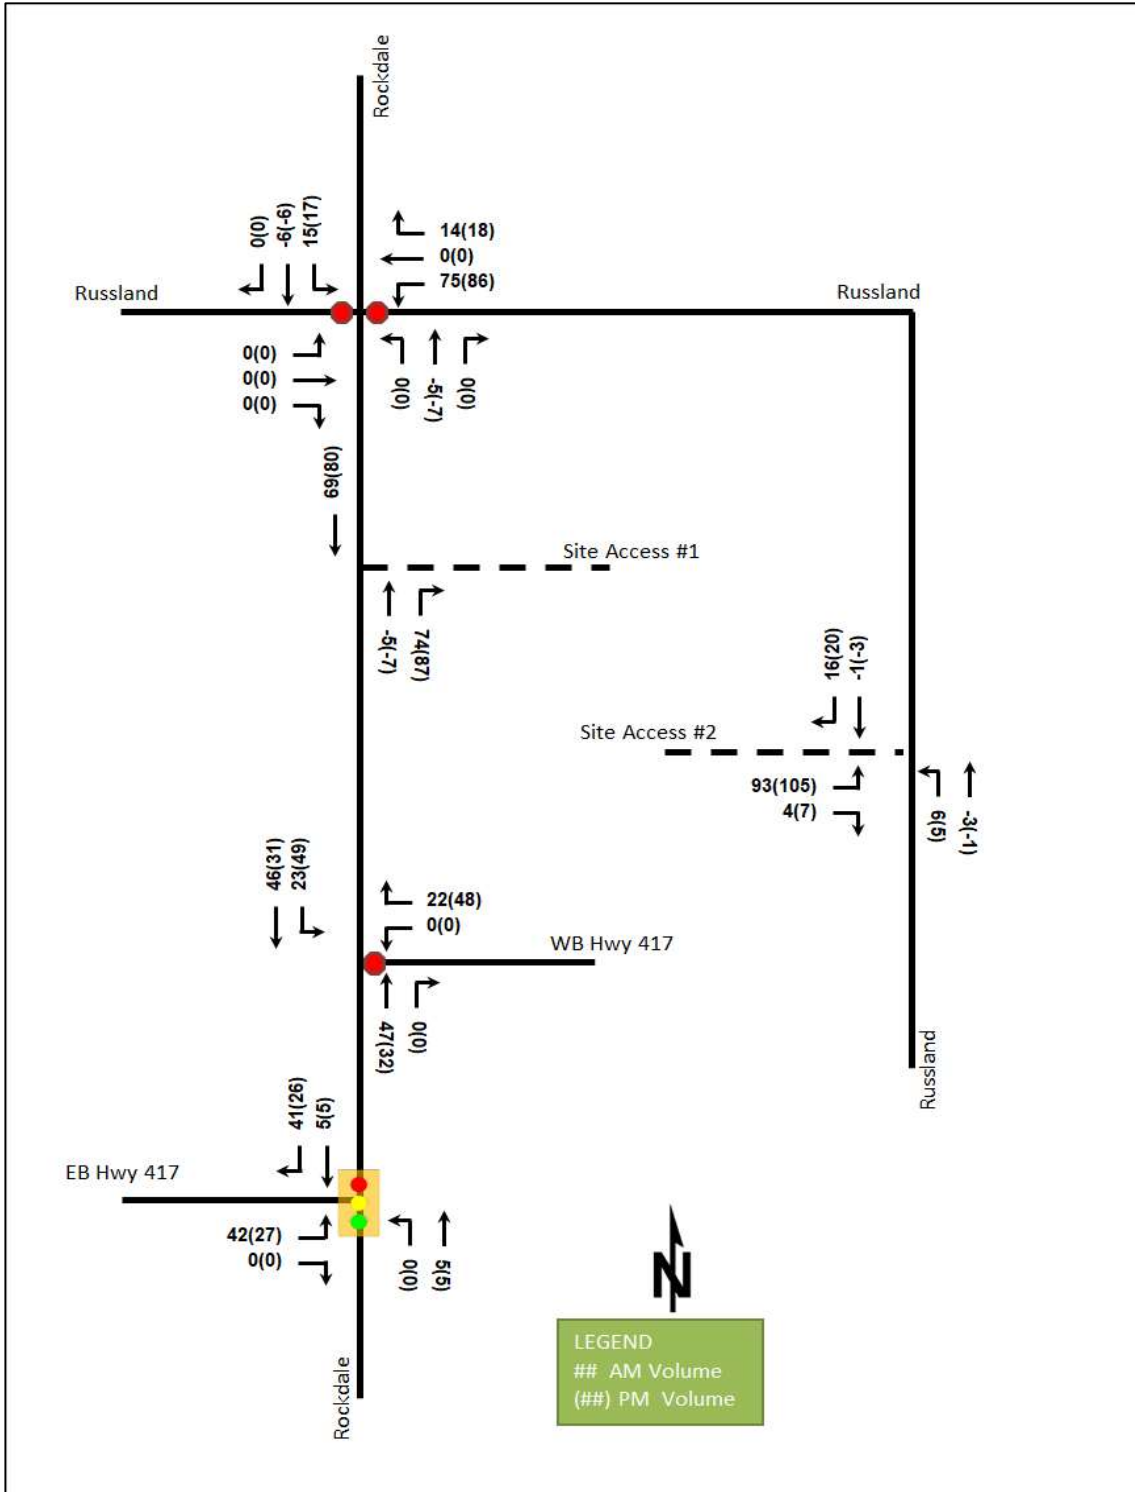 Rockdale
0(0)
-6(-6)
15(17)
14(18)
0(0)
75(86)
Russland
Russland
0(0)
0(0)
0(0)
0(0)
-5(-7)
0(0)
69(80)
Site Access #1
-5(-7)
74(87)
16(20)
-1(-3)
Site Access #2
93(105)
4(7)
6(5)
-3(-1)
46(31)
23(49)
22(48)
0(0)
WB Hwy 417
47(32)
0(0)
Russland
41(26)
5(5)
EB Hwy 417
42(27)
0(0)
0(0)
5(5)
N
LEGEND
## AM Volume
(##) PM Volume
Rockdale